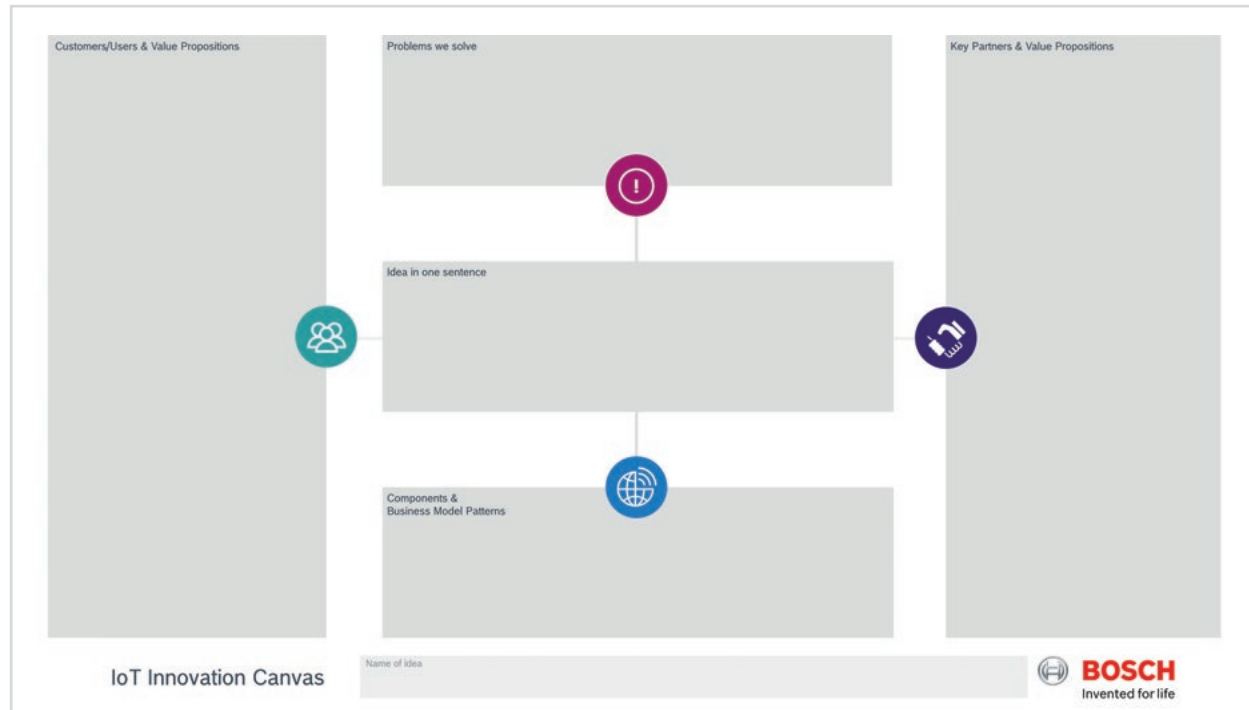 Customers/Users & Value Propositions
Problems we solve
Key Partners & Value Propositions
!
Idea in one sentence
Components &
Business Model Patterns
IoT Innovation Canvas
Name of idea
BOSCH
Invented for life